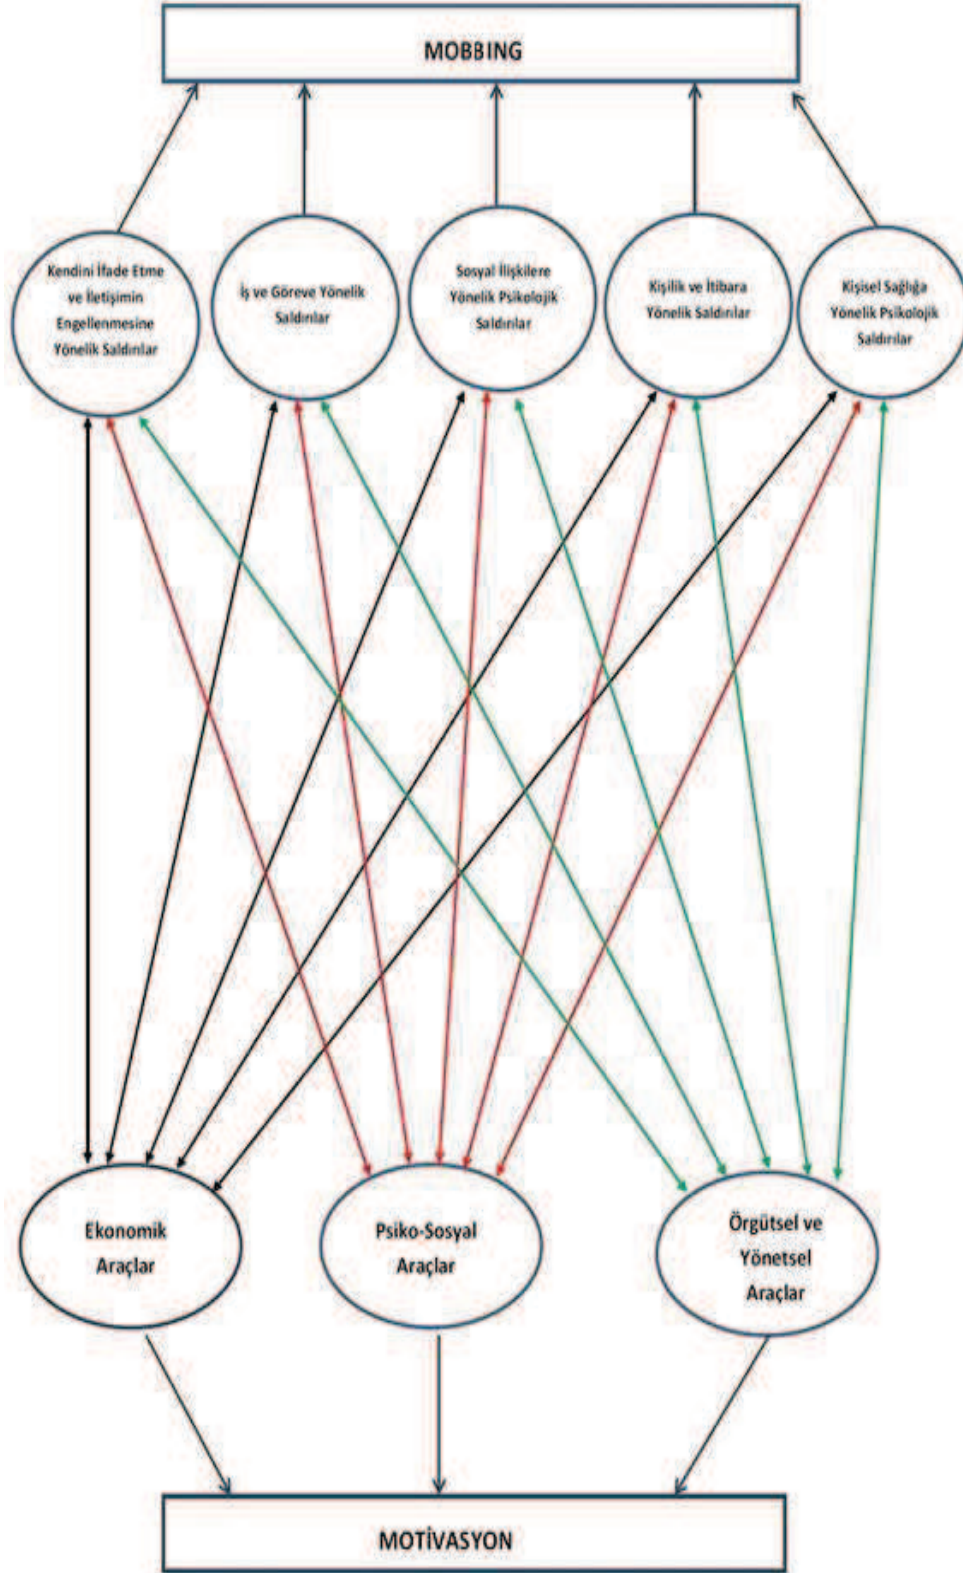 MOBBING
Kendini İfade Etme
ve İletişimin
Engellenmesine
Yönelik Saldırılar
İş ve Göreve Yönelik
Saldırılar
Sosyal İlişkilere
Yönelik Psikolojik
Saldırılar
Kişilik ve İtibara
Yönelik Saldırılar
Kişisel Sağlığa
Yönelik Psikolojik
Saldırılar
Ekonomik
Araçlar
Psiko-Sosyal
Araçlar
Örgütsel ve
Yönetsel
Araçlar
MOTİVASYON